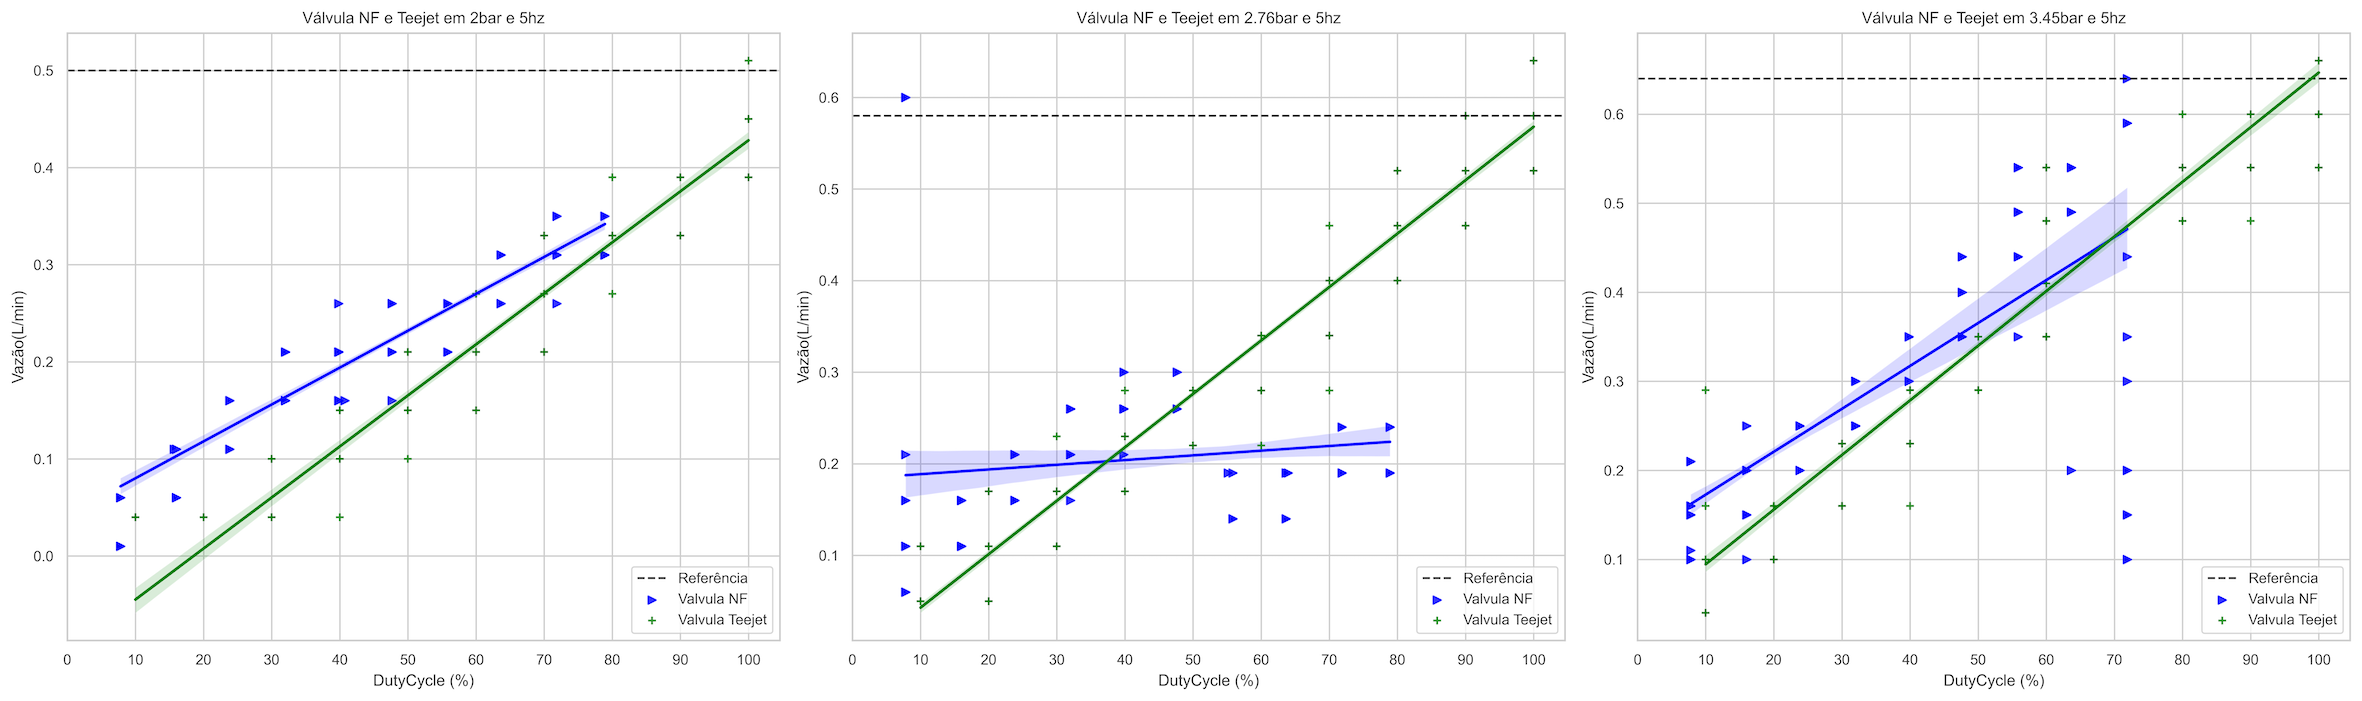 Válvula NF e Teejet em 2bar e 5hz
0.5
0.4
0.3
0.2
0.1
0.0
Vazão(L/min)
Referência
Valvula NF
Valvula Teejet
0 10 20 30 40 50 60 70 80 90 100
DutyCycle (%)
Válvula NF e Teejet em 2.76bar e 5hz
0.6
0.5
0.4
0.3
0.2
0.1
Vazão(L/min)
Referência
Valvula NF
Valvula Teejet
0 10 20 30 40 50 60 70 80 90 100
DutyCycle (%)
Válvula NF e Teejet em 3.45bar e 5hz
0.6
0.5
0.4
0.3
0.2
0.1
Vazão(L/min)
Referência
Valvula NF
Valvula Teejet
0 10 20 30 40 50 60 70 80 90 100
DutyCycle (%)